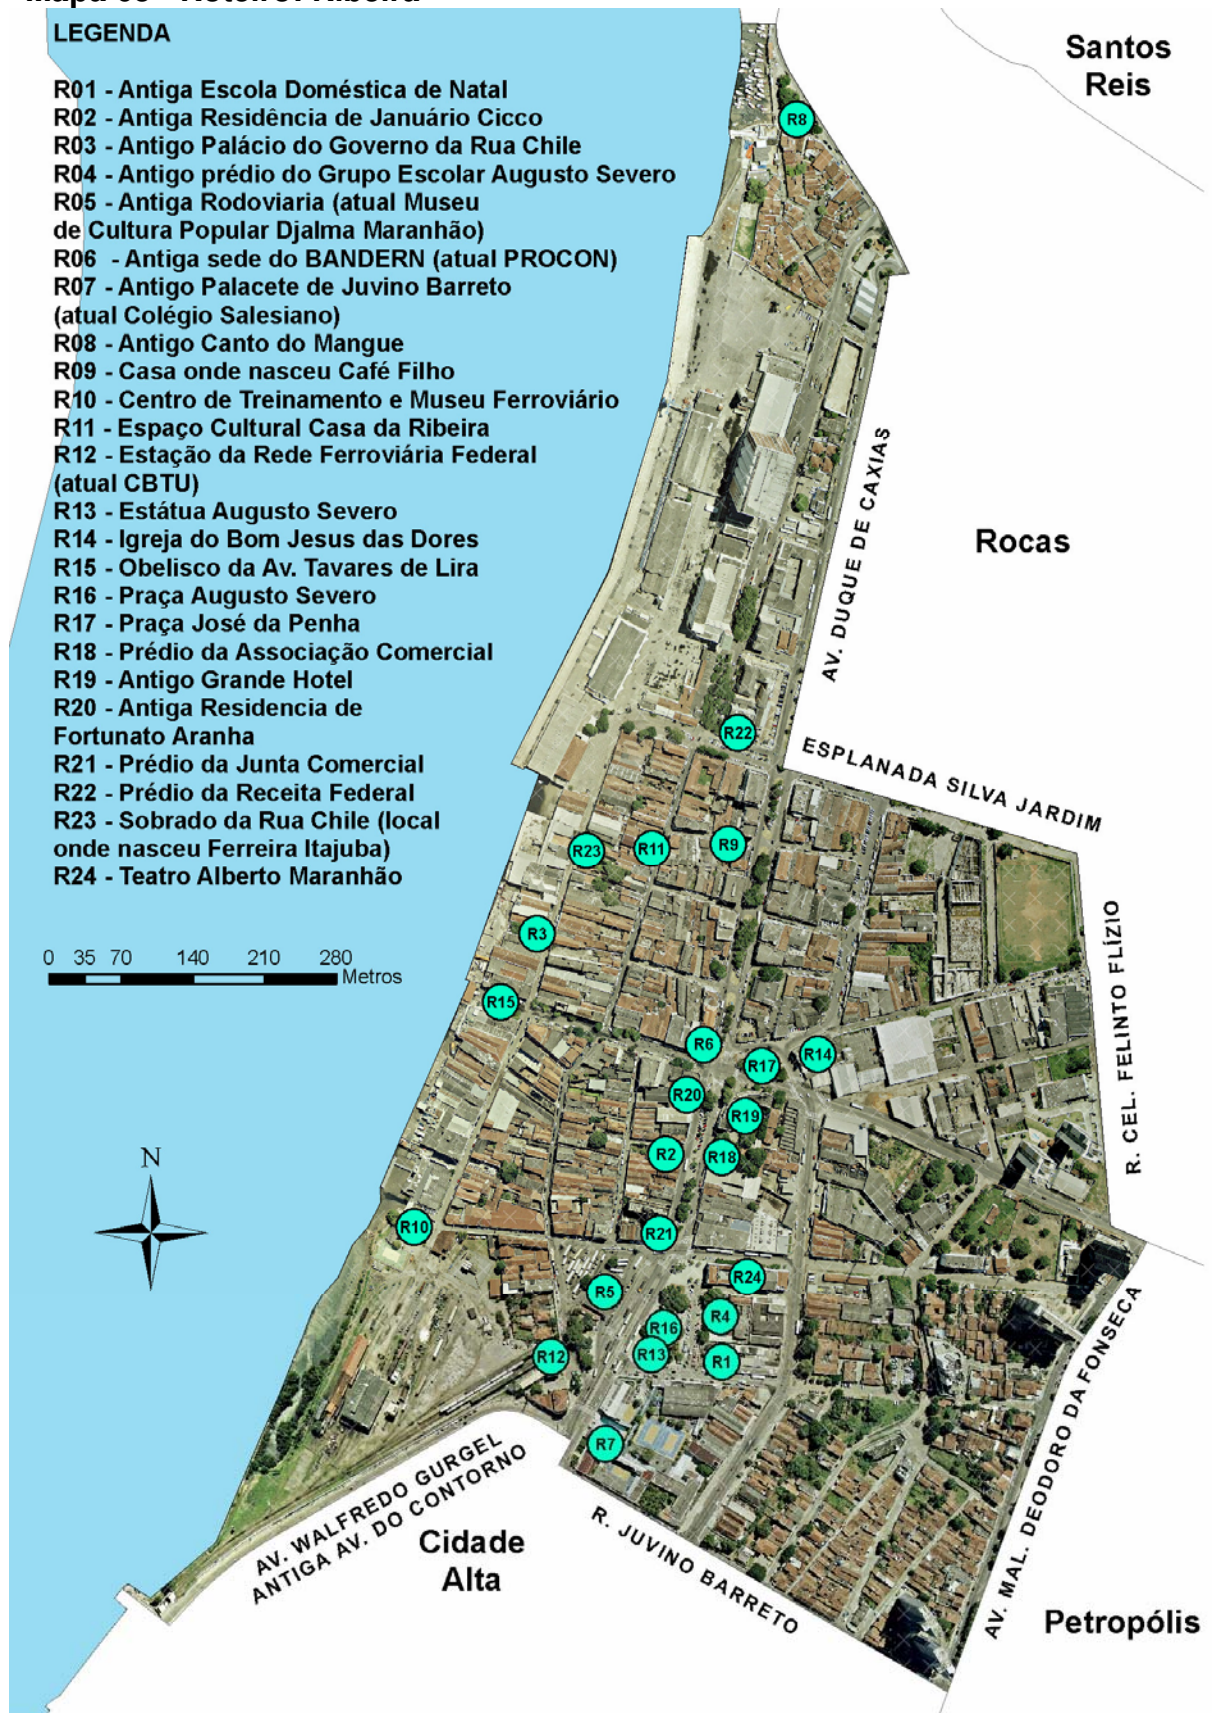 LEGENDA
R01 - Antiga Escola Doméstica de Natal
R02 - Antiga Residência de Januário Cicco
R03 - Antigo Palácio do Governo da Rua Chile
R04 - Antigo prédio do Grupo Escolar Augusto Severo
R05 - Antiga Rodoviaria (atual Museu
de Cultura Popular Djalma Maranhão)
R06 - Antiga sede do BANDERN (atual PROCON)
R07 - Antigo Palacete de Juvino Barreto
(atual Colégio Salesiano)
R08 - Antigo Canto do Mangue
R09 - Casa onde nasceu Café Filho
R10 - Centro de Treinamento e Museu Ferroviário
R11 - Espaço Cultural Casa da Ribeira
R12 - Estação da Rede Ferroviária Federal
(atual CBTU)
R13 - Estátua Augusto Severo
R14 - Igreja do Bom Jesus das Dores
R15 - Obelisco da Av. Tavares de Lira
R16 - Praça Augusto Severo
R17 - Praça José da Penha
R18 - Prédio da Associação Comercial
R19 - Antigo Grande Hotel
R20 - Antiga Residencia de
Fortunato Aranha
R21 - Prédio da Junta Comercial
R22 - Prédio da Receita Federal
R23 - Sobrado da Rua Chile (local
onde nasceu Ferreira Itajuba)
R24 - Teatro Alberto Maranhão
0 35 70 140 210 280
Metros
N
Santos
Reis
R8
AV. DUQUE DE CAXIAS
Rocas
R22
ESPLANADA SILVA JARDIM
R23
R11
R9
R3
R. CEL. FELINTO FLÍZIO
R15
R6
R14
R17
R20
R19
R2
R18
R10
R21
R24
R5
R4
R16
R13
R12
R1
R7
AV. MAL. DEODORO DA FONSECA
AV. WALFREDO GURGEL
ANTIGA AV. DO CONTORNO
Cidade
Alta
R. JUVINO BARRETO
Petropólis